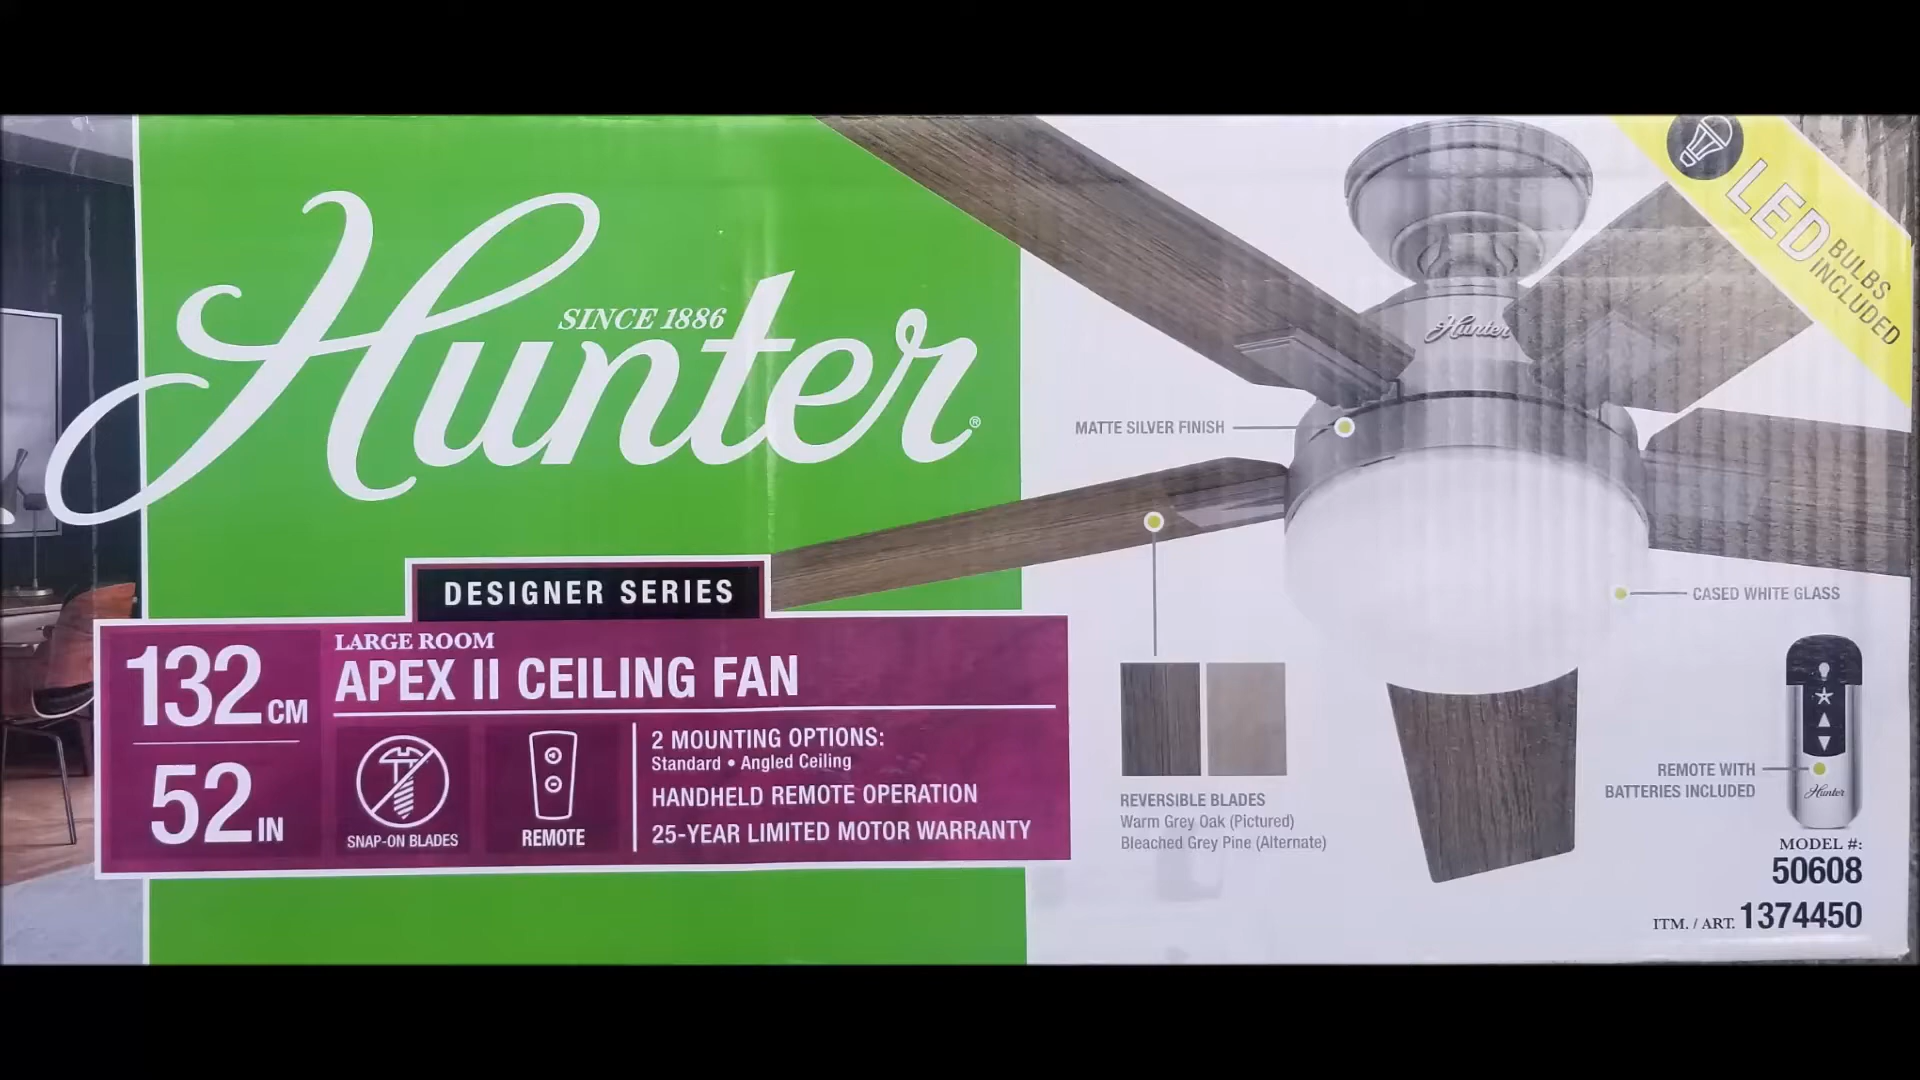 Hunter®
SINCE 1886
DESIGNER SERIES
132 CM
52 IN
LARGE ROOM
APEX II CEILING FAN
SNAP-ON BLADES
REMOTE
2 MOUNTING OPTIONS:
Standard • Angled Ceiling
HANDHELD REMOTE OPERATION
25-YEAR LIMITED MOTOR WARRANTY
LED BULBS
INCLUDED
Hunter
MATTE SILVER FINISH
CASED WHITE GLASS
REVERSIBLE BLADES
Warm Grey Oak (Pictured)
Bleached Grey Pine (Alternate)
REMOTE WITH
BATTERIES INCLUDED
Hunter
MODEL #:
50608
ITM. / ART. 1374450